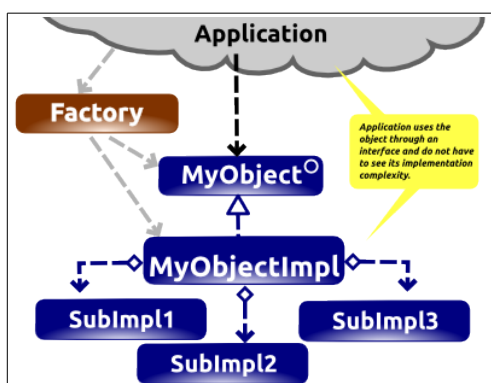 Application
Factory
Application uses the
object through an
interface and do not have
to see its implementation
complexity.
MyObject
MyObjectImpl
SubImpl1
SubImpl3
SubImpl2